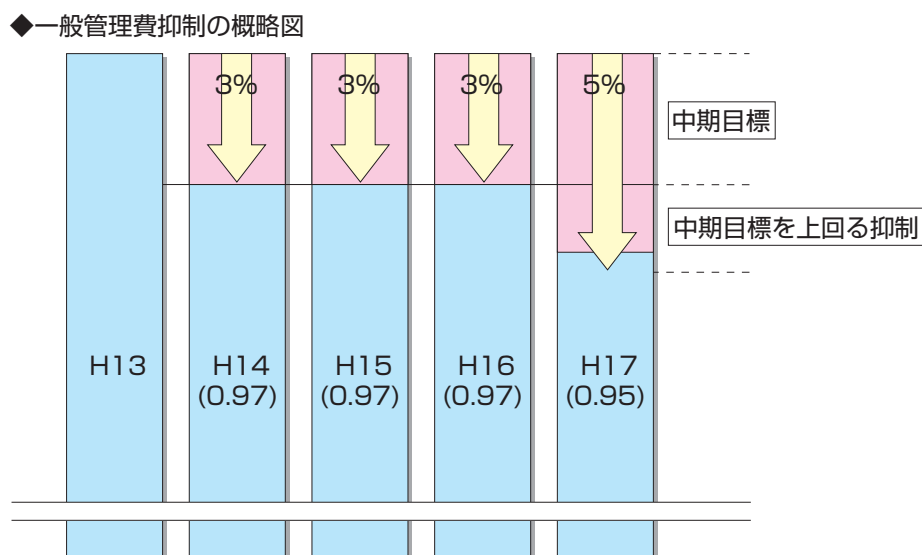 ◆一般管理費抑制の概略図
3%
3%
3%
5%
中期目標
中期目標を上回る抑制
H13
H14
(0.97)
H15
(0.97)
H16
(0.97)
H17
(0.95)